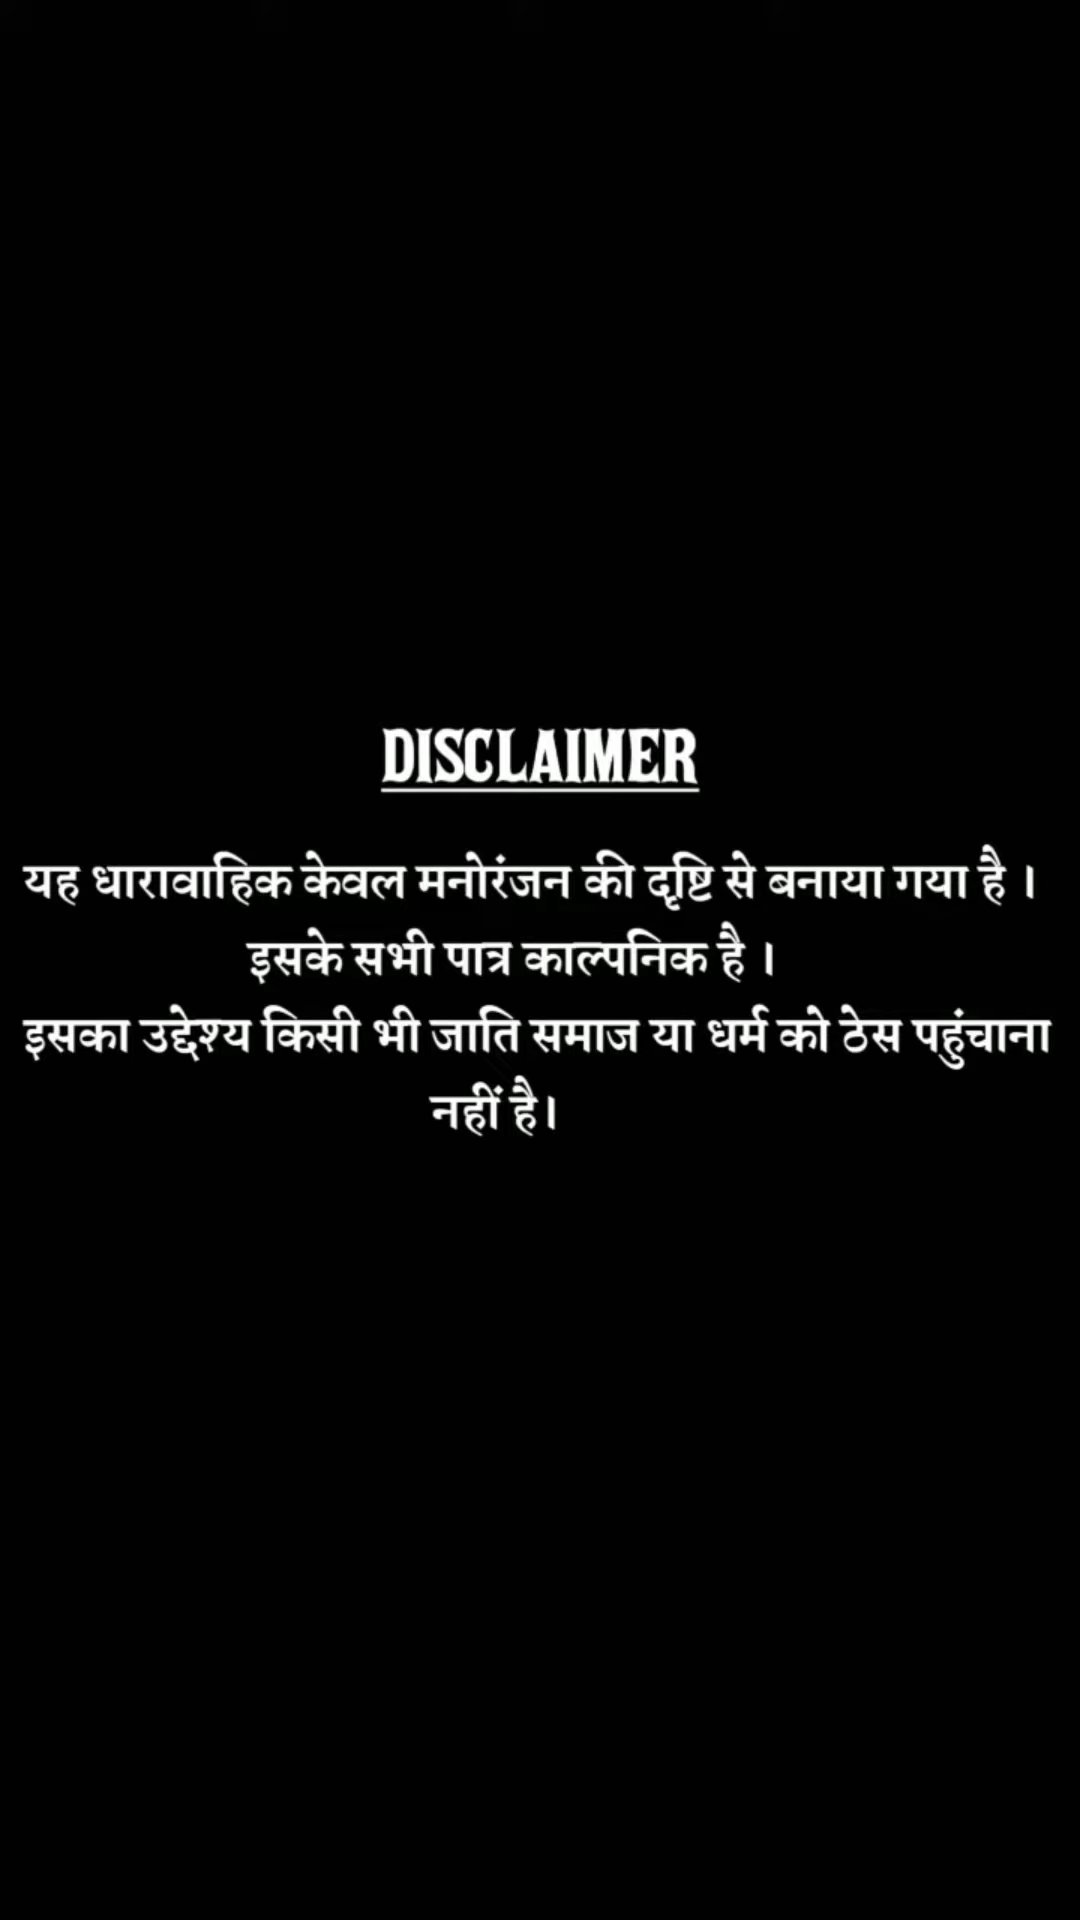 DISCLAIMER
यह धारावाहिक केवल मनोरंजन की दृष्टि से बनाया गया है ।
इसके सभी पात्र काल्पनिक है ।
इसका उद्देश्य किसी भी जाति समाज या धर्म को ठेस पहुंचाना
नहीं है।